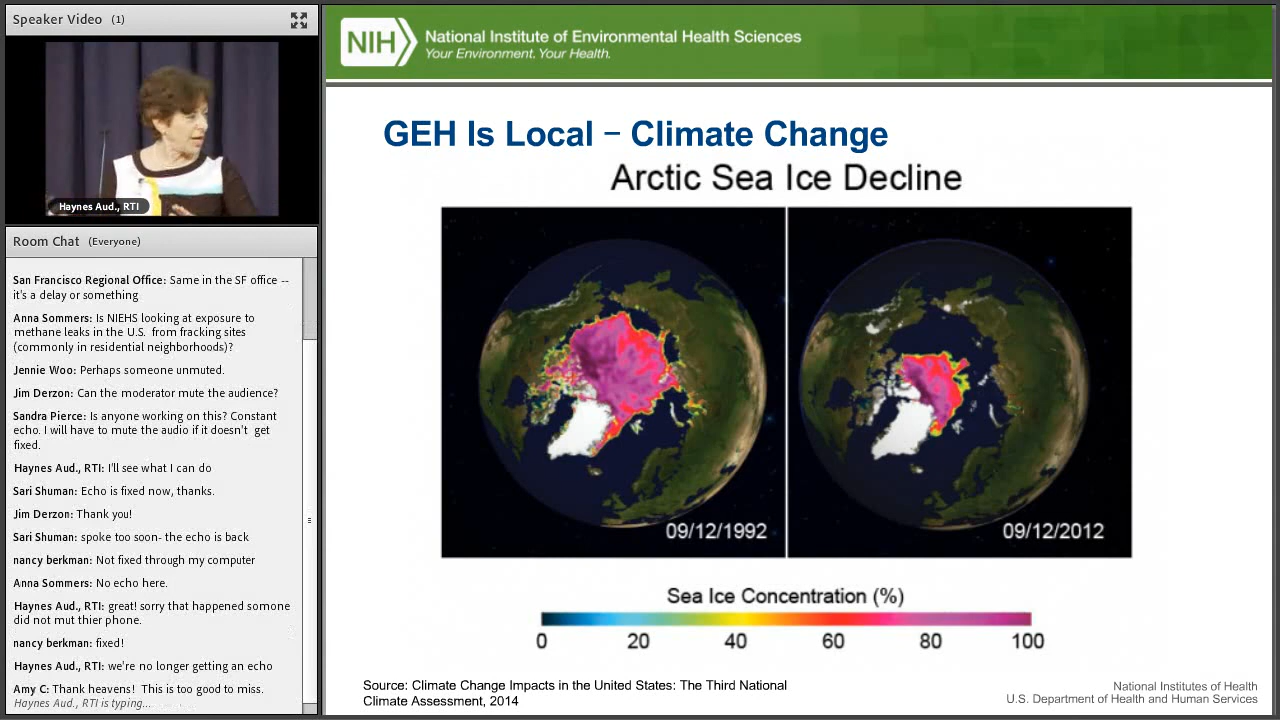 Speaker Video (1)
Haynes Aud., RTI
Room Chat (Everyone)
San Francisco Regional Office: Same in the SF office --
it's a delay or something
Anna Sommers: Is NIEHS looking at exposure to
methane leaks in the U.S. from fracking sites
(commonly in residential neighborhoods)?
Jennie Woo: Perhaps someone unmuted.
Jim Derzon: Can the moderator mute the audience?
Sandra Pierce: Is anyone working on this? Constant
echo. I will have to mute the audio if it doesn't get
fixed.
Haynes Aud., RTI: I'll see what I can do
Sari Shuman: Echo is fixed now, thanks.
Jim Derzon: Thank you!
Sari Shuman: spoke too soon- the echo is back
nancy berkman: Not fixed through my computer
Anna Sommers: No echo here.
Haynes Aud., RTI: great! sorry that happened somone
did not mut thier phone.
nancy berkman: fixed!
Haynes Aud., RTI: we're no longer getting an echo
Amy C: Thank heavens! This is too good to miss.
Haynes Aud., RTI is typing...
NIH
National Institute of Environmental Health Sciences
Your Environment. Your Health.
GEH Is Local − Climate Change
Arctic Sea Ice Decline
09/12/1992
09/12/2012
Sea Ice Concentration (%)
0 20 40 60 80 100
Source: Climate Change Impacts in the United States: The Third National
Climate Assessment, 2014
National Institutes of Health
U.S. Department of Health and Human Services